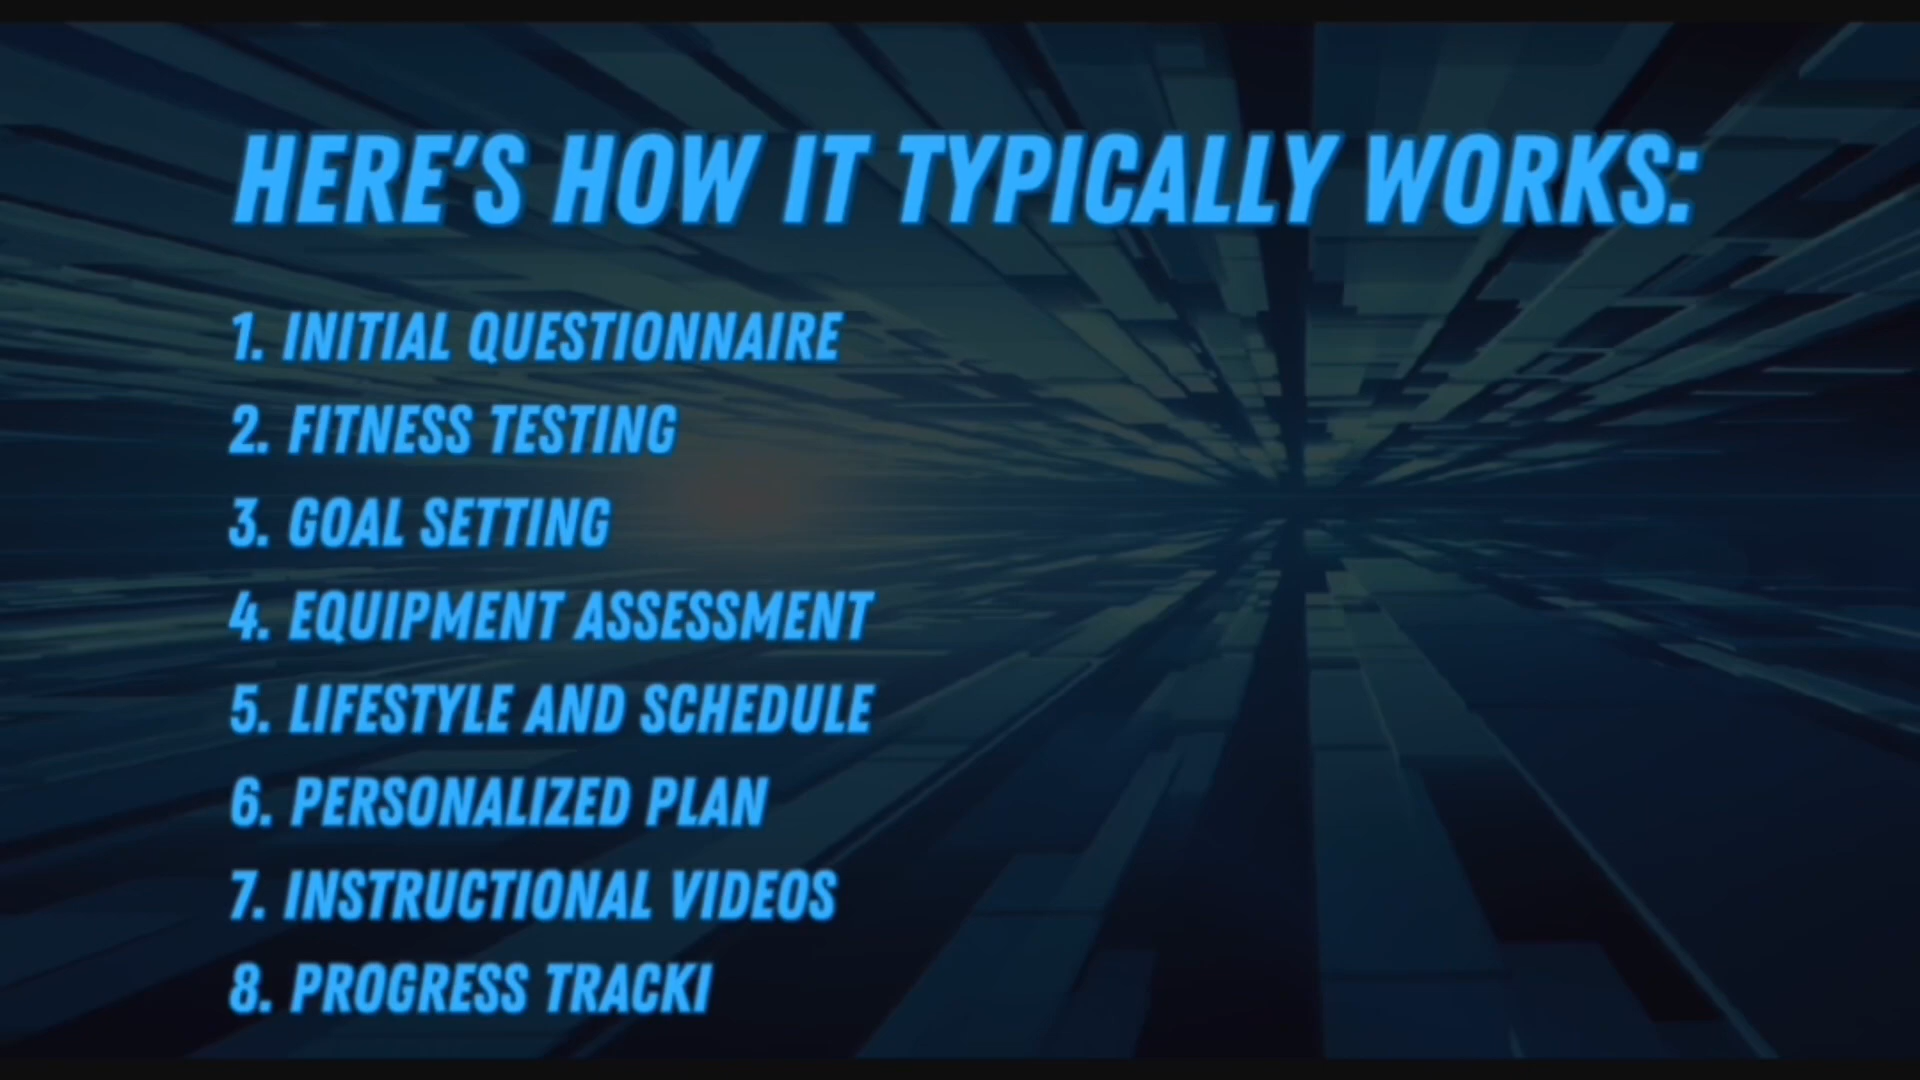 HERE'S HOW IT TYPICALLY WORKS:
1. INITIAL QUESTIONNAIRE
2. FITNESS TESTING
3. GOAL SETTING
4. EQUIPMENT ASSESSMENT
5. LIFESTYLE AND SCHEDULE
6. PERSONALIZED PLAN
7. INSTRUCTIONAL VIDEOS
8. PROGRESS TRACKI